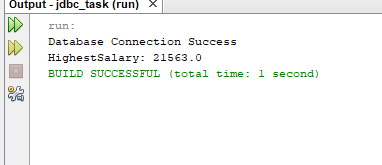 Output - jdbc_task (run) ×
run:
Database Connection Success
HighestSalary: 21563.0
BUILD SUCCESSFUL (total time: 1 second)